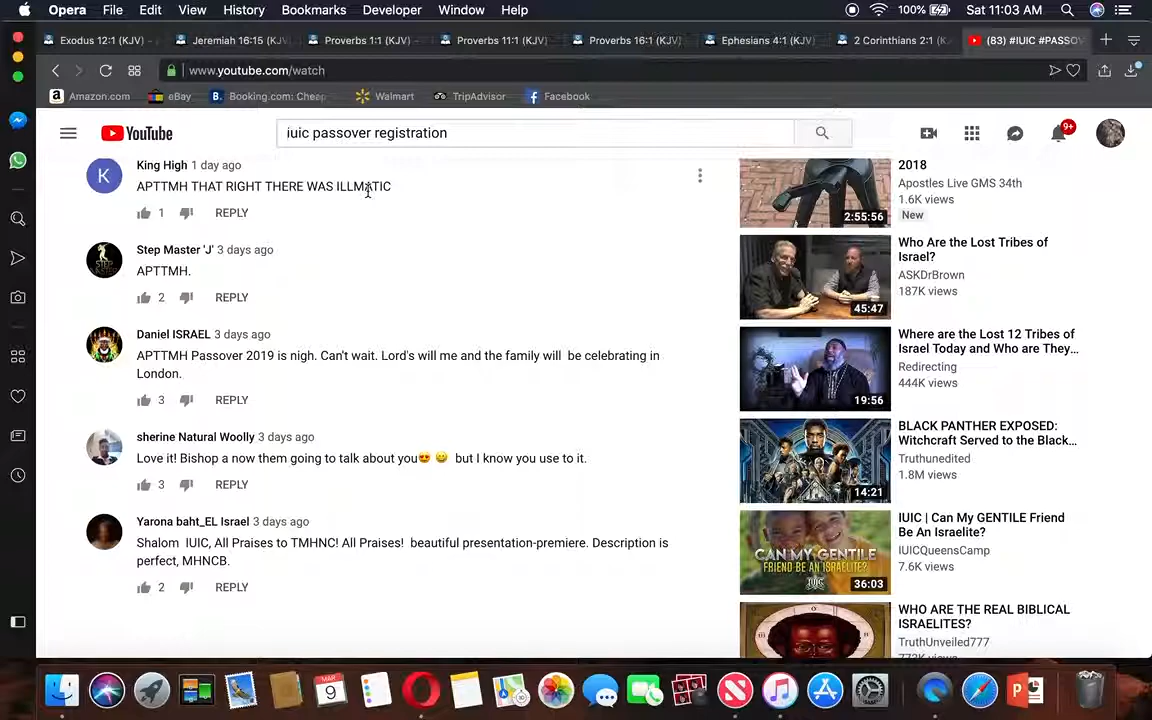 Opera File Edit View History Bookmarks Developer Window Help 100% Sat 11:03 AM
Exodus 12:1 (KJV) - Jeremiah 16:15 (KJV) Proverbs 1:1 (KJV) - Proverbs 11:1 (KJV) Proverbs 16:1 (KJV) Ephesians 4:1 (KJV) 2 Corinthians 2:1 (K (83) #IUIC #PASSOV
www.youtube.com/watch
Amazon.com eBay Booking.com: Cheap Walmart TripAdvisor Facebook
YouTube
iuic passover registration
9+
King High 1 day ago
APTTMH THAT RIGHT THERE WAS ILLMATIC
1 REPLY
Step Master 'J' 3 days ago
APTTMH.
2 REPLY
Daniel ISRAEL 3 days ago
APTTMH Passover 2019 is nigh. Can't wait. Lord's will me and the family will be celebrating in
London.
3 REPLY
sherine Natural Woolly 3 days ago
Love it! Bishop a now them going to talk about you😍 😀 but I know you use to it.
3 REPLY
Yarona baht_EL Israel 3 days ago
Shalom IUIC, All Praises to TMHNC! All Praises! beautiful presentation-premiere. Description is
perfect, MHNCB.
2 REPLY
2018
Apostles Live GMS 34th
1.6K views
New
2:55:56
Who Are the Lost Tribes of
Israel?
ASKDrBrown
187K views
45:47
Where are the Lost 12 Tribes of
Israel Today and Who are They...
Redirecting
444K views
19:56
BLACK PANTHER EXPOSED:
Witchcraft Served to the Black...
Truthunedited
1.8M views
14:21
IUIC | Can My GENTILE Friend
Be An Israelite?
IUICQueensCamp
7.6K views
CAN MY GENTILE
FRIEND BE AN ISRAELITE?
IUIC
36:03
WHO ARE THE REAL BIBLICAL
ISRAELITES?
TruthUnveiled777
MAR
9